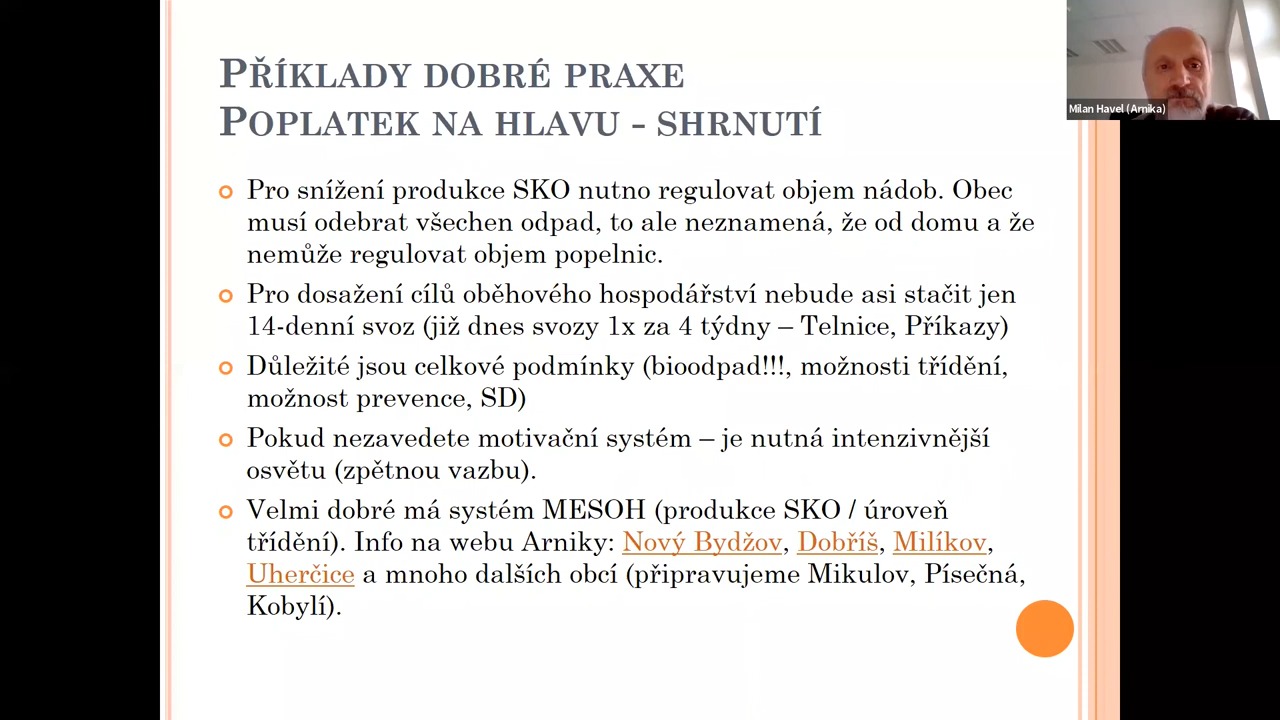 Příklady dobré praxe
Poplatek na hlavu - shrnutí
Milan Havel (Arnika)
Pro snížení produkce SKO nutno regulovat objem nádob. Obec
musí odebrat všechen odpad, to ale neznamená, že od domu a že
nemůže regulovat objem popelnic.
Pro dosažení cílů oběhového hospodářství nebude asi stačit jen
14-denní svoz (již dnes svozy 1x za 4 týdny – Telnice, Příkazy)
Důležité jsou celkové podmínky (bioodpad!!!, možnosti třídění,
možnost prevence, SD)
Pokud nezavedete motivační systém – je nutná intenzivnější
osvětu (zpětnou vazbu).
Velmi dobré má systém MESOH (produkce SKO / úroveň
třídění). Info na webu Arniky: Nový Bydžov, Dobříš, Milíkov,
Uherčice a mnoho dalších obcí (připravujeme Mikulov, Písečná,
Kobylí).